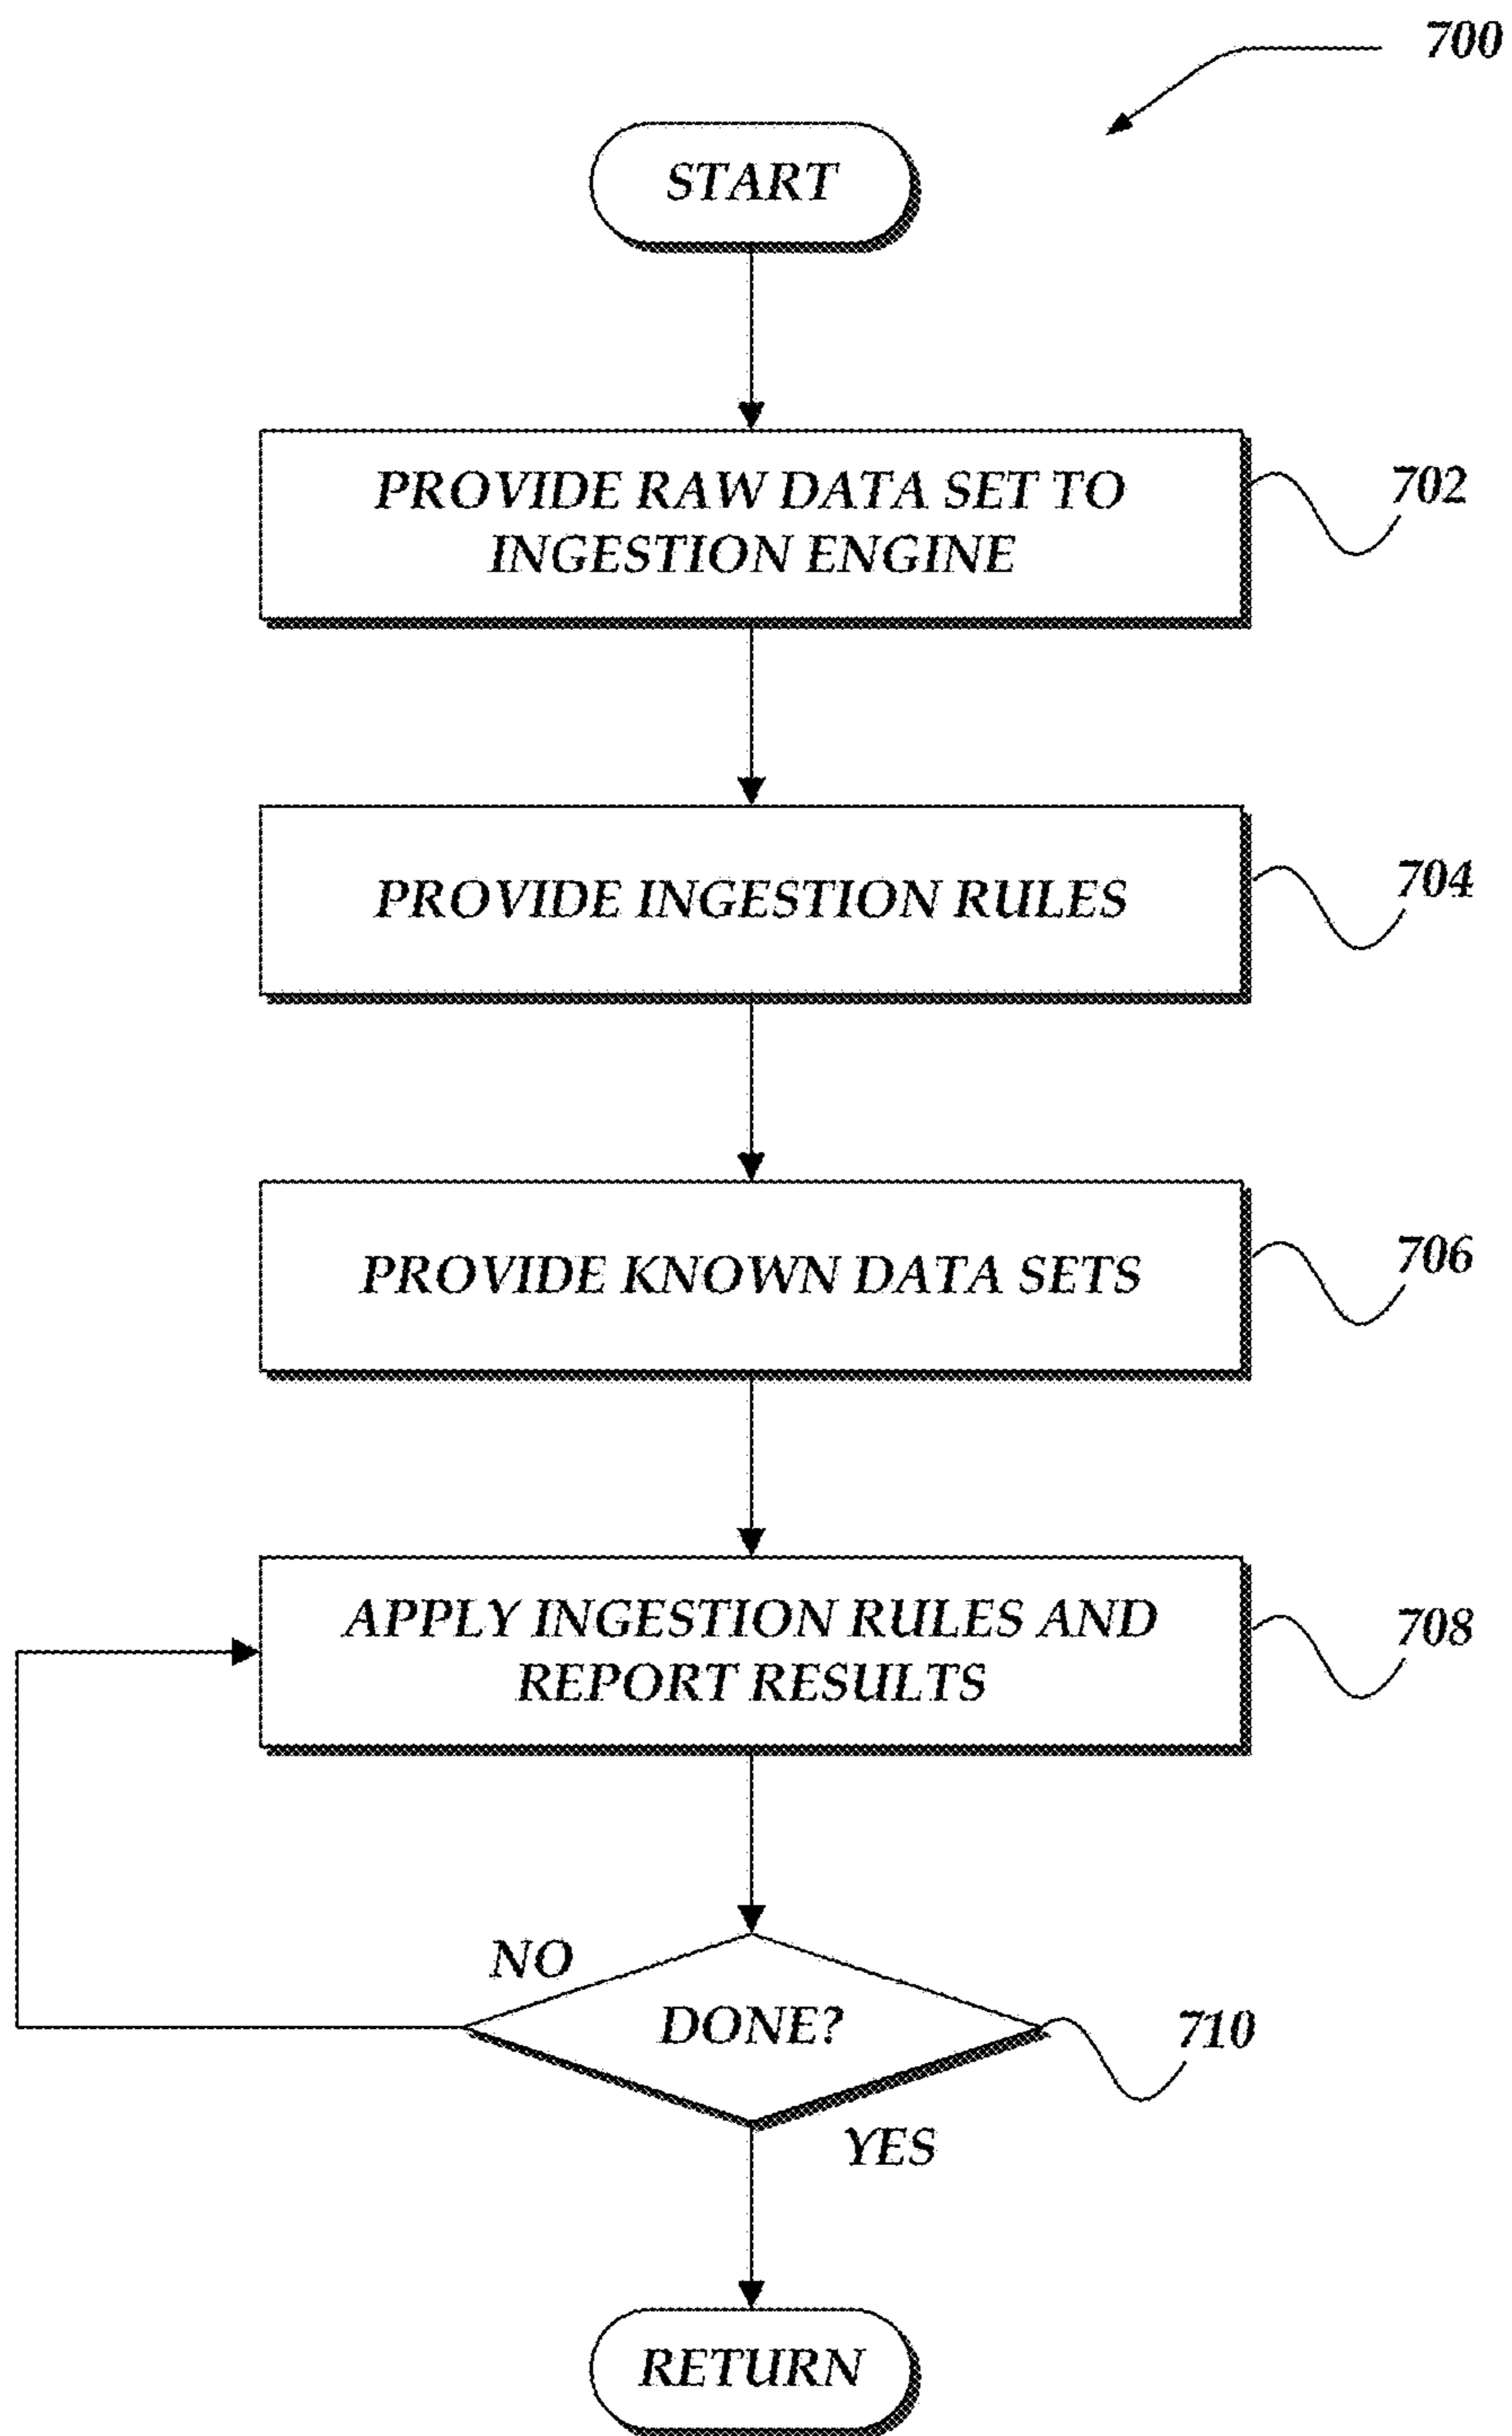 700
START
PROVIDE RAW DATA SET TO
INGESTION ENGINE
702
PROVIDE INGESTION RULES
704
PROVIDE KNOWN DATA SETS
706
APPLY INGESTION RULES AND
REPORT RESULTS
708
NO
DONE?
710
YES
RETURN